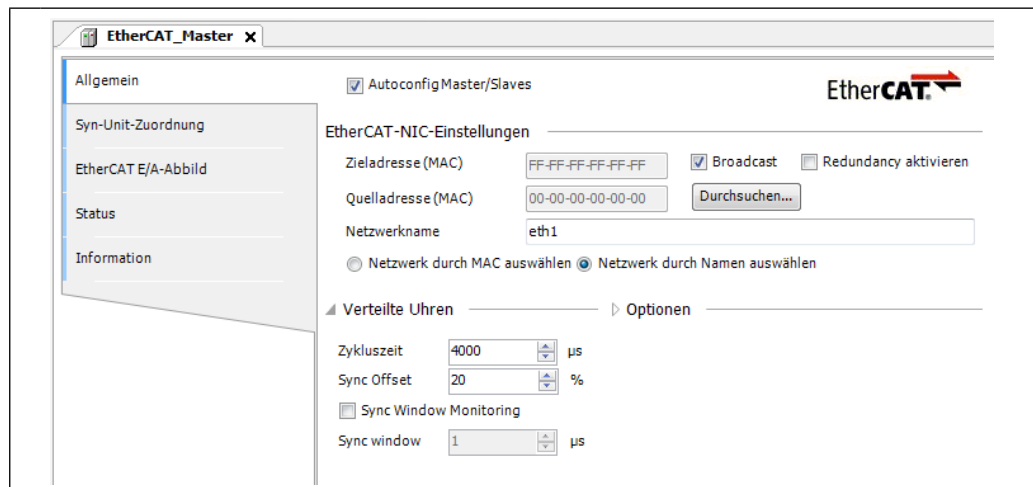 EtherCAT_Master x
Allgemein
Syn-Unit-Zuordnung
EtherCAT E/A-Abbild
Status
Information
Autoconfig Master/Slaves
EtherCAT.
EtherCAT-NIC-Einstellungen
Zieladresse (MAC) FF-FF-FF-FF-FF-FF Broadcast Redundancy aktivieren
Quelladresse (MAC) 00-00-00-00-00-00 Durchsuchen...
Netzwerkname eth1
Netzwerk durch MAC auswählen Netzwerk durch Namen auswählen
Verteilte Uhren Optionen
Zykluszeit 4000 µs
Sync Offset 20 %
Sync Window Monitoring
Sync window 1 µs